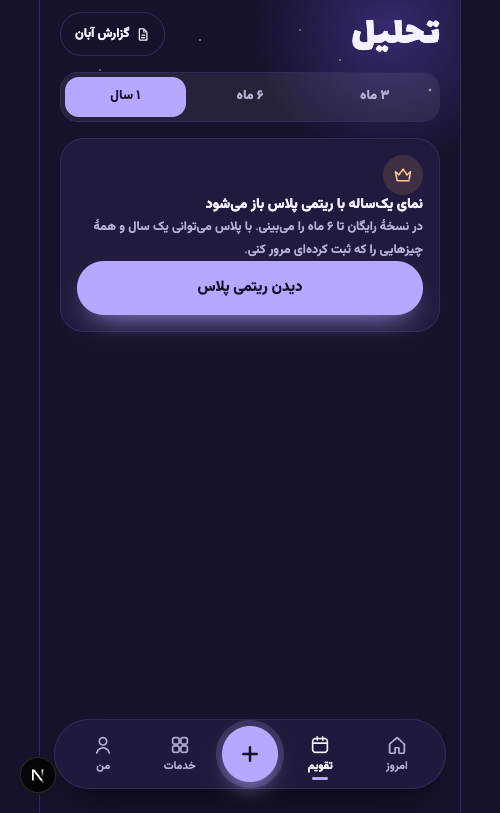 تحلیل
گزارش آبان
۳ ماه
۶ ماه
۱ سال
نمای یک‌ساله با ریتمی پلاس باز می‌شود
در نسخهٔ رایگان تا ۶ ماه را می‌بینی. با پلاس می‌توانی یک سال و همهٔ
چیزهایی را که ثبت کرده‌ای مرور کنی.
دیدن ریتمی پلاس
امروز
تقویم
خدمات
من
N